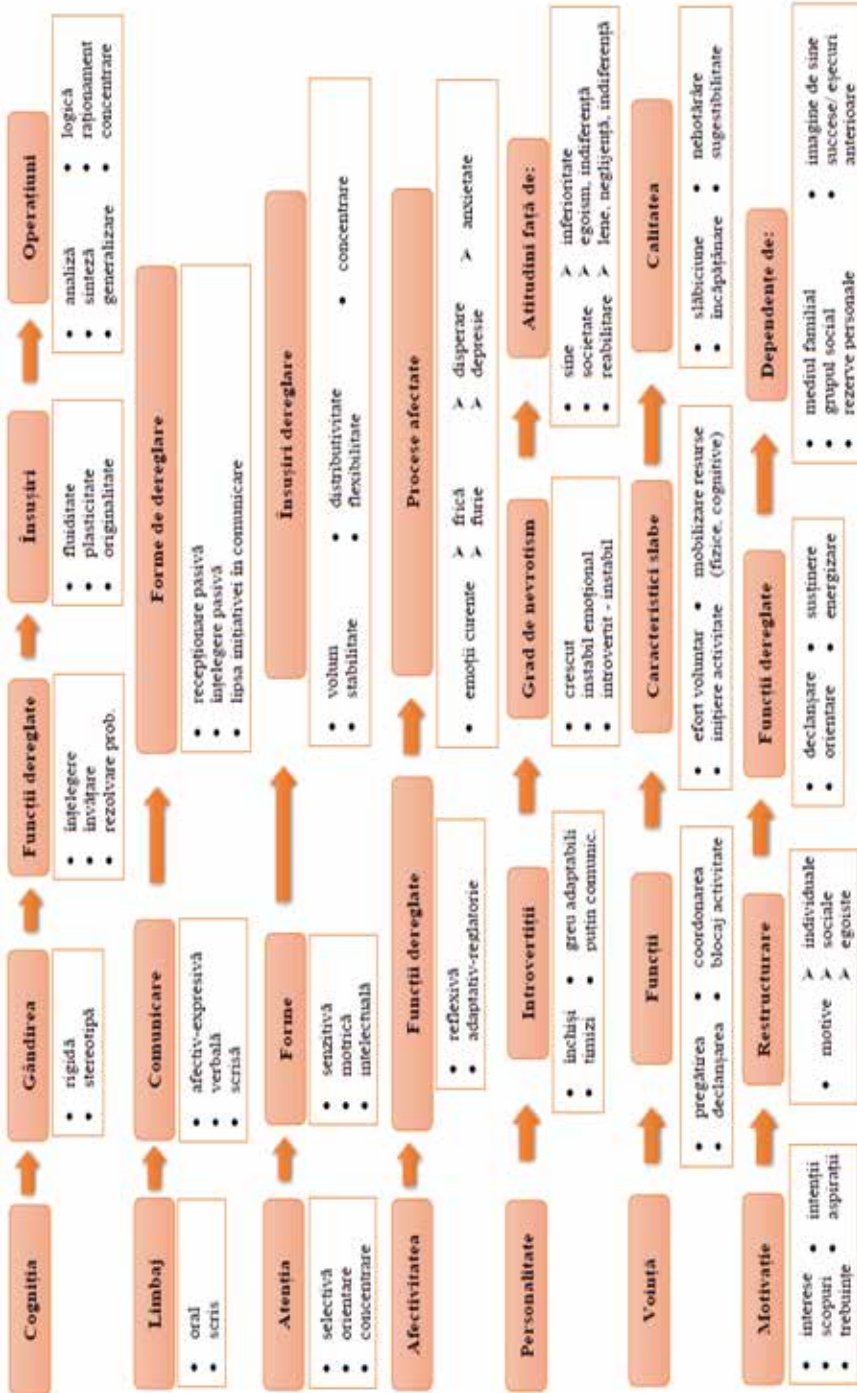 Cogniția
Gândirea
• rigidă
• stereotipă
Funcții dereglate
• înțelegere
• învățare
• rezolvare prob.
Însușiri
• fluiditate
• plasticitate
• originalitate
Operațiuni
• analiză
• sinteză
• generalizare
• logică
• raționament
• concentrare
Limbaj
• oral
• scris
Comunicare
• afectiv-expresivă
• verbală
• scrisă
Forme de dereglare
• recepționare pasivă
• înțelegere pasivă
• lipsa inițiativei în comunicare
Atenția
• selectivă
• orientare
• concentrare
Forme
• senzitivă
• motrică
• intelectuală
Însușiri dereglare
• volum
• stabilitate
• distributivitate
• flexibilitate
• concentrare
Afectivitatea
Funcții dereglate
• reflexivă
• adaptativ-reglatorie
Procese afectate
• emoții curente
➢ frică
➢ furie
➢ disperare
➢ depresie
➢ anxietate
Personalitate
Introvertiții
• închiși
• timizi
• greu adaptabili
• puțin comunic.
Grad de nevrotism
• crescut
• instabil emoțional
• introvertit - instabil
Atitudini față de:
• sine
• societate
• reabilitare
➢ inferioritate
➢ egoism, indiferență
➢ lene, neglijență, indiferență
Voință
Funcții
• pregătirea
• declanșarea
• coordonarea
• blocaj activitate
Caracteristici slabe
• efort voluntar
• inițiere activitate
• mobilizare resurse
(fizice, cognitive)
Calitatea
• slăbiciune
• încăpățânare
• nehotărâre
• sugestibilitate
Motivație
• interese
• scopuri
• trebuințe
• intenții
• aspirații
Restructurare
• motive
➢ individuale
➢ sociale
➢ egoiste
Funcții dereglate
• declanșare
• orientare
• susținere
• energizare
Dependențe de:
• mediul familial
• grupul social
• rezerve personale
• imagine de sine
• succese/ eșecuri
anterioare